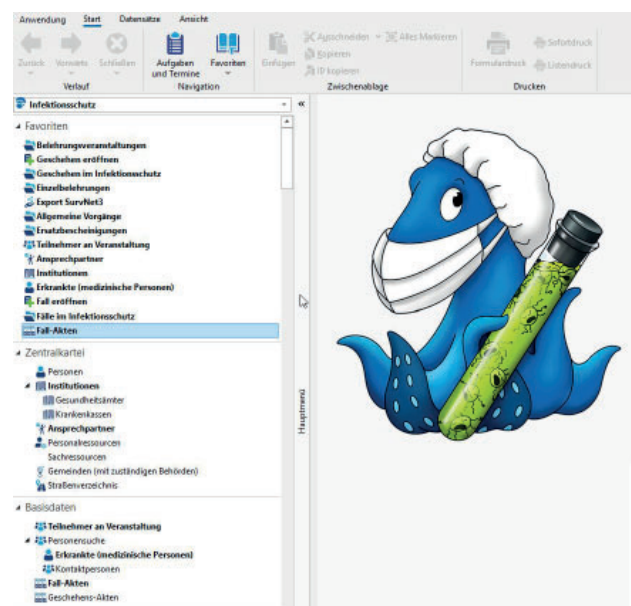 Anwendung Start Datensätze Ansicht
Zurück Vorwärts Schließen
Aufgaben und Termine
Favoriten
Einfügen
Ausschneiden
Alles Markieren
Kopieren
ID kopieren
Formulardruck
Sofortdruck
Listendruck
Verlauf Navigation Zwischenablage Drucken
Infektionsschutz
Favoriten
Belehrungsveranstaltungen
Geschehen eröffnen
Geschehen im Infektionsschutz
Einzelbelehrungen
Export SurvNet3
Allgemeine Vorgänge
Ersatzbescheinigungen
Teilnehmer an Veranstaltung
Ansprechpartner
Institutionen
Erkrankte (medizinische Personen)
Fall eröffnen
Fälle im Infektionsschutz
Fall-Akten
Zentralkartei
Personen
Institutionen
Gesundheitsämter
Krankenkassen
Ansprechpartner
Personalressourcen
Sachressourcen
Gemeinden (mit zuständigen Behörden)
Straßenverzeichnis
Basisdaten
Teilnehmer an Veranstaltung
Personensuche
Erkrankte (medizinische Personen)
Kontaktpersonen
Fall-Akten
Geschehens-Akten
Hauptmenü